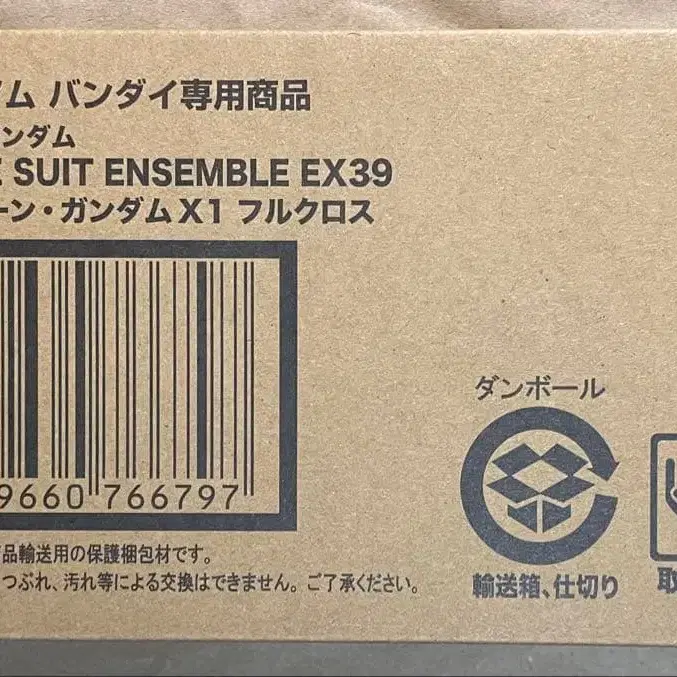 ム バンダイ専用商品
ンダム
SUIT ENSEMBLE EX39
ーン・ガンダムX1 フルクロス
9660 766797
ダンボール
品輸送用の保護梱包材です。
つぶれ、汚れ等による交換はできません。ご了承ください。
輸送箱、仕切り
取